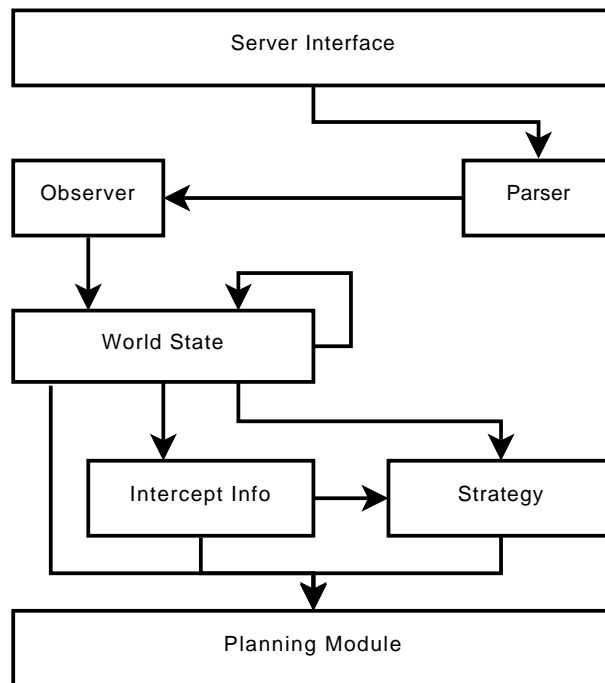 Server Interface
Observer
Parser
World State
Intercept Info
Strategy
Planning Module